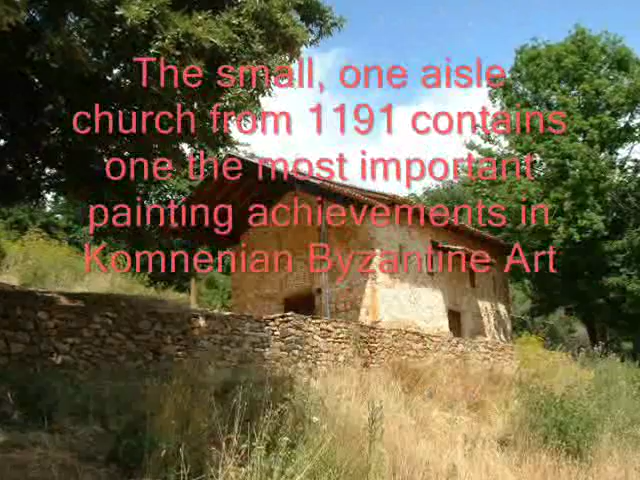 The small, one aisle
church from 1191 contains
one the most important
painting achievements in
Komnenian Byzantine Art